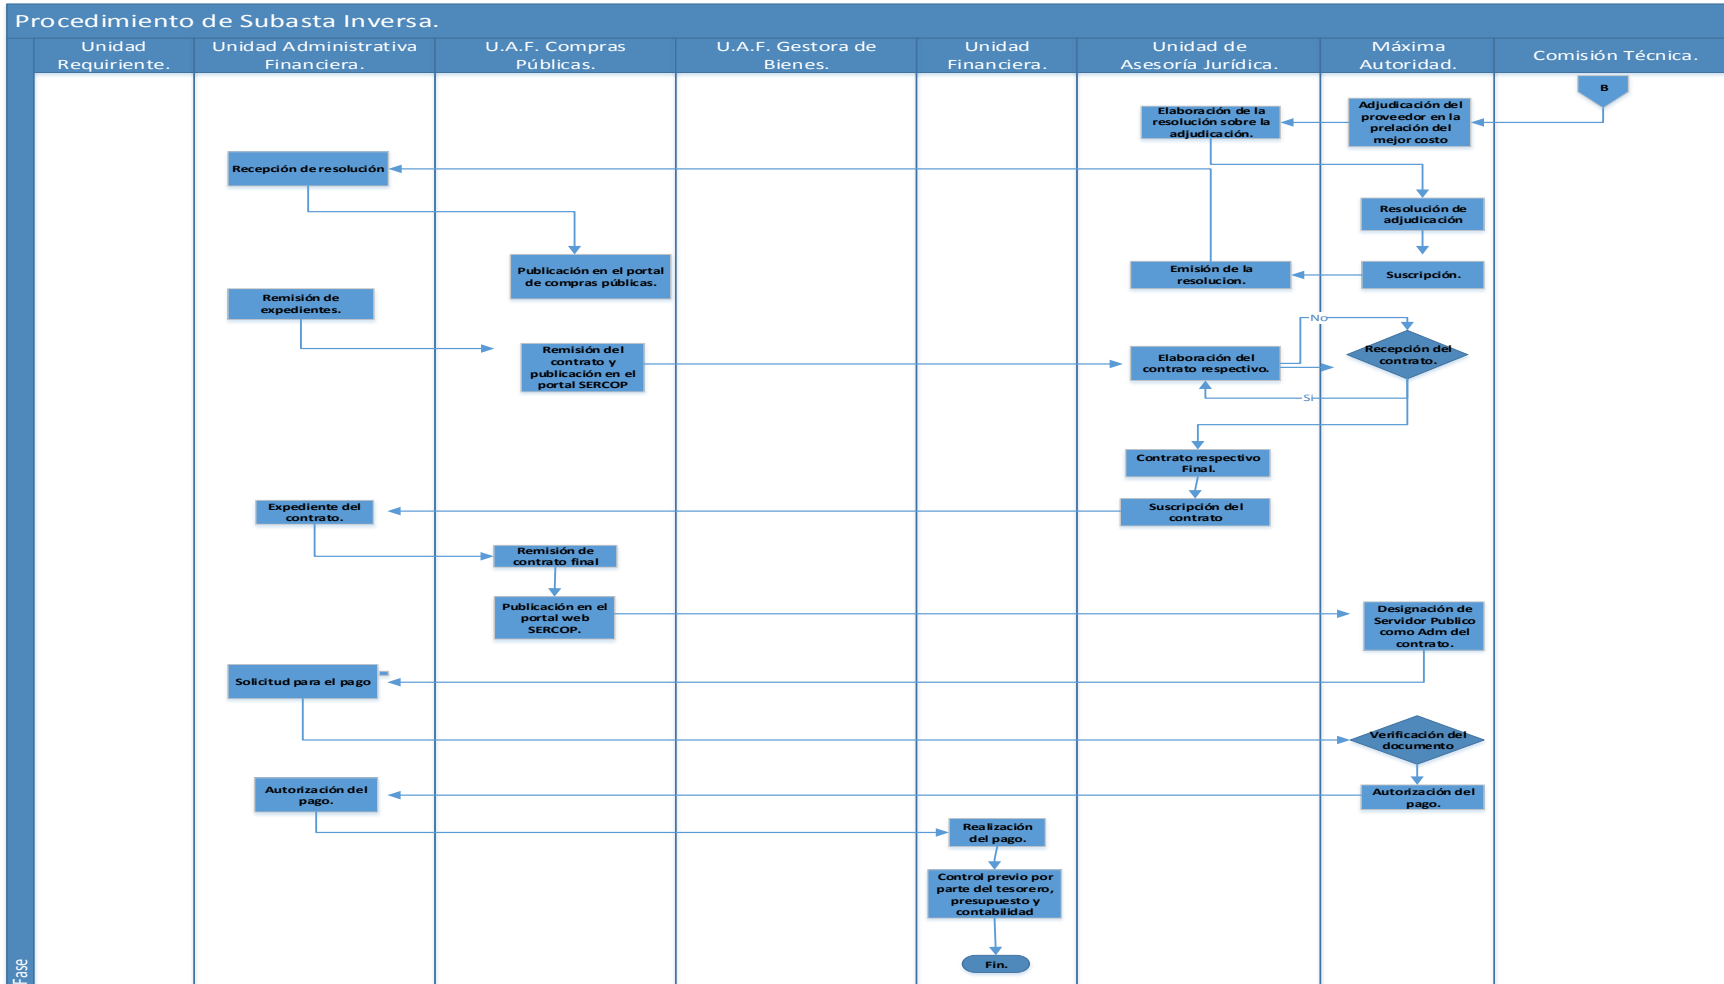 Procedimiento de Subasta Inversa.
Unidad
Requiriente.
Unidad Administrativa
Financiera.
U.A.F. Compras
Públicas.
U.A.F. Gestora de
Bienes.
Unidad
Financiera.
Unidad de
Asesoría Jurídica.
Máxima
Autoridad.
Comisión Técnica.
B
Adjudicación del
proveedor en la
prelación del
mejor costo
Elaboración de la
resolución sobre la
adjudicación.
Recepción de resolución
Resolución de
adjudicación
Publicación en el portal
de compras públicas.
Emisión de la
resolucion.
Suscripción.
Remisión de
expedientes.
No
Remisión del
contrato y
publicación en el
portal SERCOP
Elaboración del
contrato respectivo.
Recepción del
contrato.
Si
Contrato respectivo
Final.
Expediente del
contrato.
Suscripción del
contrato
Remisión de
contrato final
Publicación en el
portal web
SERCOP.
Designación de
Servidor Publico
como Adm del
contrato.
Solicitud para el pago
Verificación del
documento
Autorización del
pago.
Autorización del
pago.
Realización
del pago.
Control previo por
parte del tesorero,
presupuesto y
contabilidad
Fin.
Fase